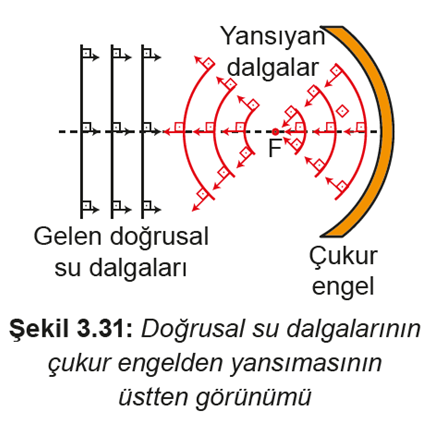 Yansıyan
dalgalar
F
Gelen doğrusal
su dalgaları
Çukur
engel
Şekil 3.31: Doğrusal su dalgalarının
çukur engelden yansımasının
üstten görünümü